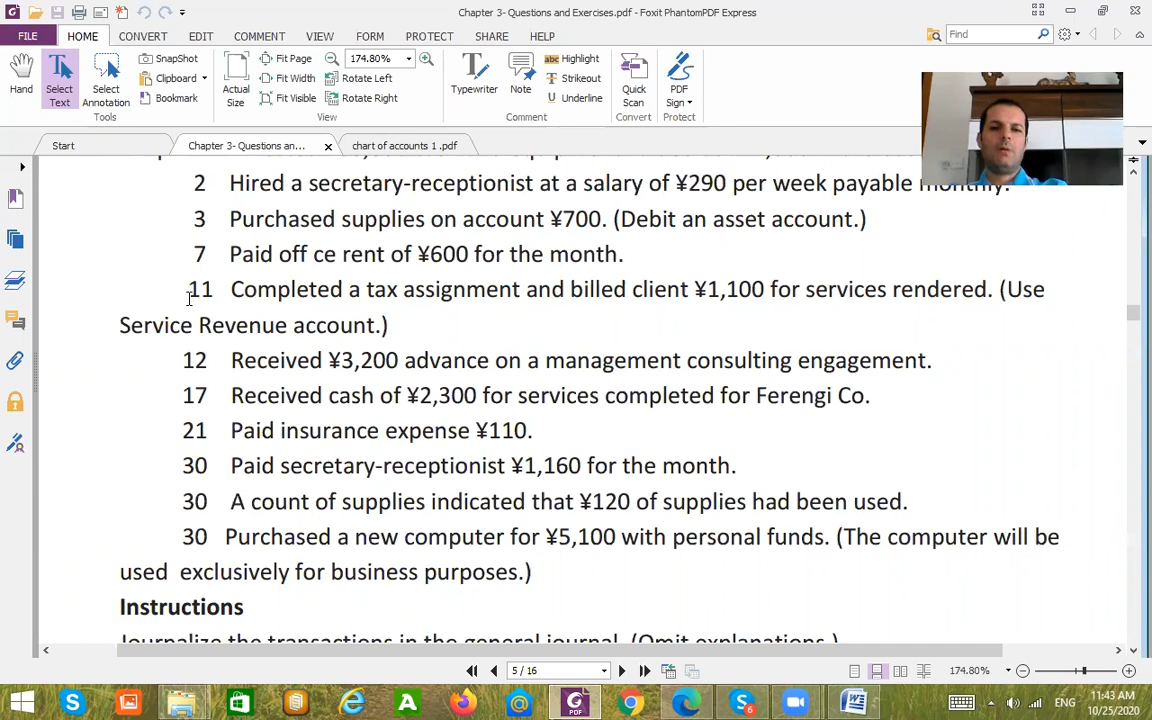 Chapter 3- Questions and Exercises.pdf - Foxit PhantomPDF Express
FILE HOME CONVERT EDIT COMMENT VIEW FORM PROTECT SHARE HELP Find
Hand
Select Text
Select Annotation
SnapShot
Clipboard
Bookmark
Tools
Actual Size
Fit Page
Fit Width
Fit Visible
174.80%
Rotate Left
Rotate Right
View
Typewriter
Note
Highlight
Strikeout
Underline
Comment
Quick Scan
Convert
PDF Sign
Protect
Start Chapter 3- Questions an... chart of accounts 1 .pdf
2 Hired a secretary-receptionist at a salary of ¥290 per week payable monthly.
3 Purchased supplies on account ¥700. (Debit an asset account.)
7 Paid off ce rent of ¥600 for the month.
11 Completed a tax assignment and billed client ¥1,100 for services rendered. (Use
Service Revenue account.)
12 Received ¥3,200 advance on a management consulting engagement.
17 Received cash of ¥2,300 for services completed for Ferengi Co.
21 Paid insurance expense ¥110.
30 Paid secretary-receptionist ¥1,160 for the month.
30 A count of supplies indicated that ¥120 of supplies had been used.
30 Purchased a new computer for ¥5,100 with personal funds. (The computer will be
used exclusively for business purposes.)
Instructions
Journalize the transactions in the general journal. (Omit explanations.)
5 / 16 174.80%
ENG 11:43 AM
10/25/2020